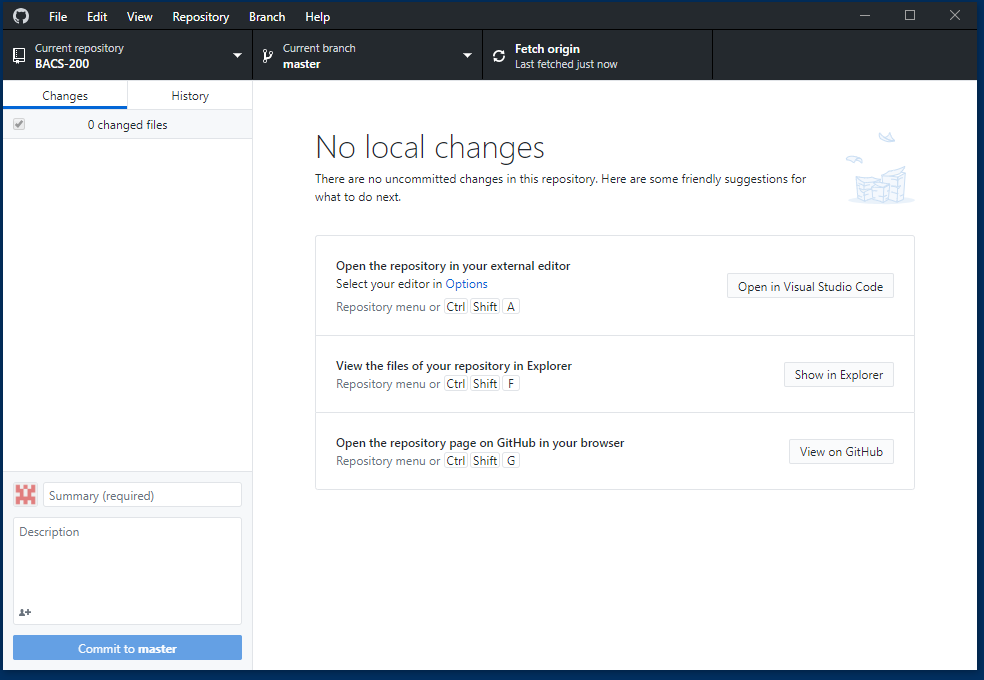 File Edit View Repository Branch Help
Current repository
BACS-200
Current branch
master
Fetch origin
Last fetched just now
Changes
History
0 changed files
No local changes
There are no uncommitted changes in this repository. Here are some friendly suggestions for
what to do next.
Open the repository in your external editor
Select your editor in Options
Repository menu or Ctrl Shift A
Open in Visual Studio Code
View the files of your repository in Explorer
Repository menu or Ctrl Shift F
Show in Explorer
Open the repository page on GitHub in your browser
Repository menu or Ctrl Shift G
View on GitHub
Summary (required)
Description
Commit to master